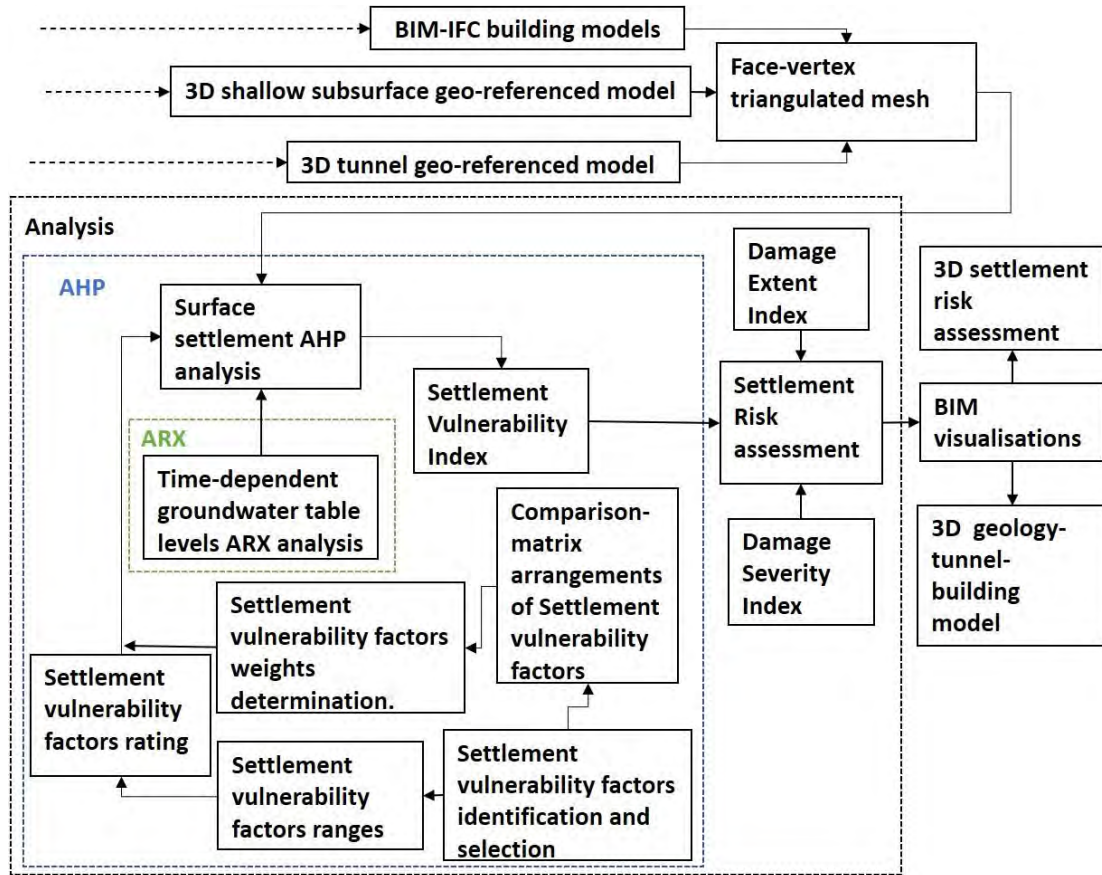 BIM-IFC building models
3D shallow subsurface geo-referenced model
3D tunnel geo-referenced model
Face-vertex
triangulated mesh
Analysis
AHP
Surface
settlement AHP
analysis
ARX
Time-dependent
groundwater table
levels ARX analysis
Settlement
Vulnerability
Index
Comparison-
matrix
arrangements
of Settlement
vulnerability
factors
Settlement
vulnerability factors
weights
determination.
Settlement
vulnerability
factors rating
Settlement
vulnerability
factors ranges
Settlement
vulnerability factors
identification and
selection
Damage
Extent
Index
Settlement
Risk
assessment
Damage
Severity
Index
3D settlement
risk
assessment
BIM
visualisations
3D geology-
tunnel-
building
model